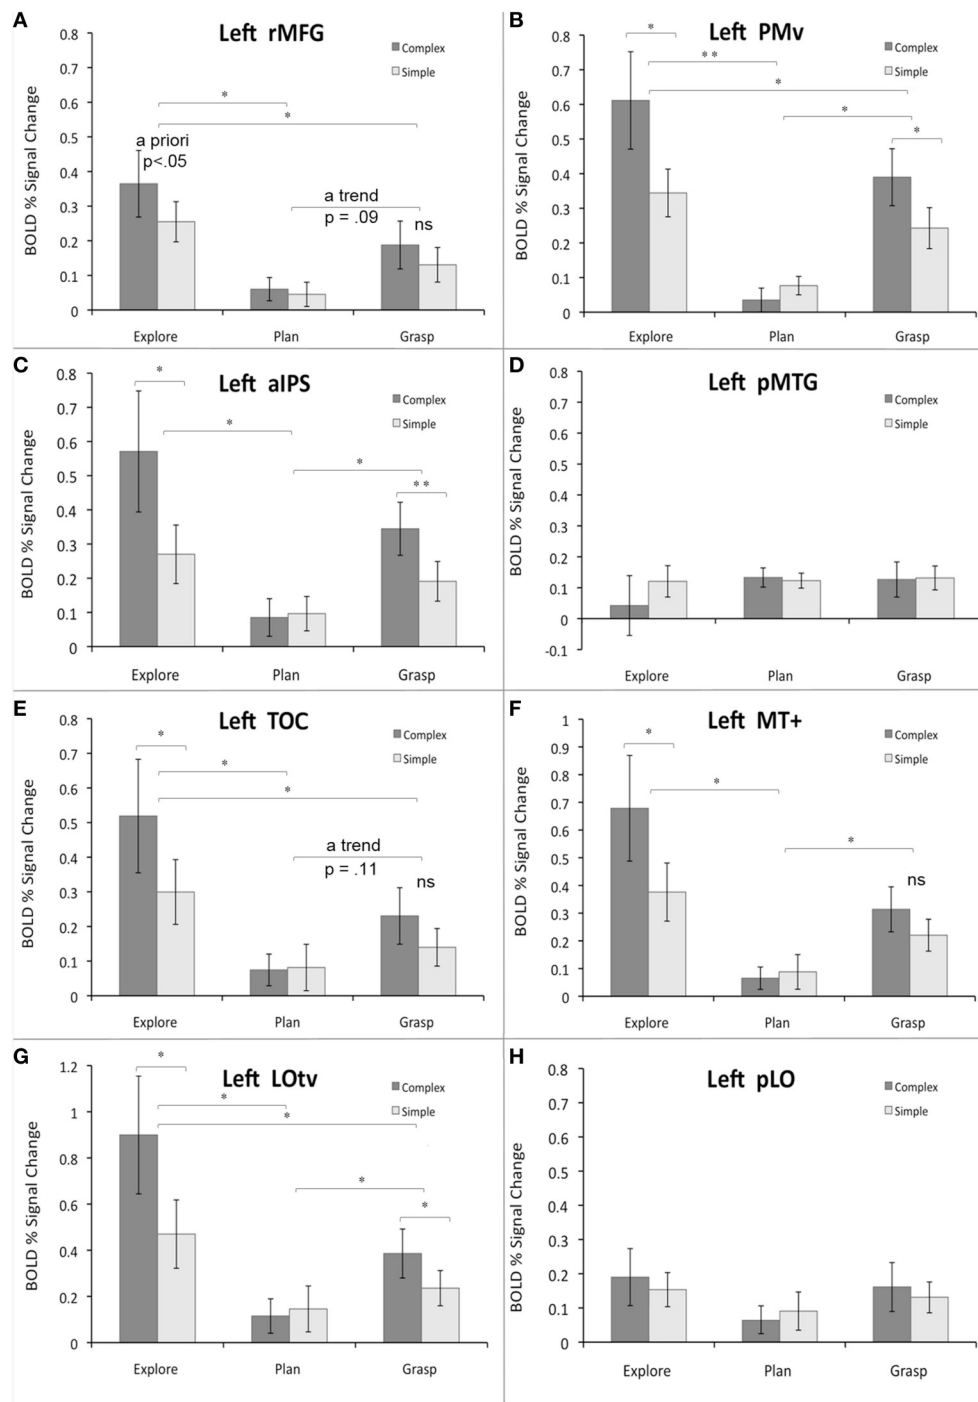 A
Left rMFG
Complex
Simple
BOLD % Signal Change
0.8
0.7
0.6
0.5
0.4
0.3
0.2
0.1
0
*
*
a priori
p<.05
a trend
p = .09
ns
Explore Plan Grasp
B
Left PMv
Complex
Simple
BOLD % Signal Change
0.8
0.7
0.6
0.5
0.4
0.3
0.2
0.1
0
*
**
*
*
*
Explore Plan Grasp
C
Left aIPS
Complex
Simple
BOLD % Signal Change
0.8
0.7
0.6
0.5
0.4
0.3
0.2
0.1
0
*
*
*
**
Explore Plan Grasp
D
Left pMTG
Complex
Simple
BOLD % Signal Change
0.8
0.7
0.6
0.5
0.4
0.3
0.2
0.1
0
-0.1
Explore Plan Grasp
E
Left TOC
Complex
Simple
BOLD % Signal Change
0.8
0.7
0.6
0.5
0.4
0.3
0.2
0.1
0
*
*
*
a trend
p = .11
ns
Explore Plan Grasp
F
Left MT+
Complex
Simple
BOLD % Signal Change
1
0.9
0.8
0.7
0.6
0.5
0.4
0.3
0.2
0.1
0
*
*
*
ns
Explore Plan Grasp
G
Left LOtv
Complex
Simple
BOLD % Signal Change
1.2
1
0.8
0.6
0.4
0.2
0
*
*
*
*
*
Explore Plan Grasp
H
Left pLO
Complex
Simple
BOLD % Signal Change
0.8
0.7
0.6
0.5
0.4
0.3
0.2
0.1
0
Explore Plan Grasp